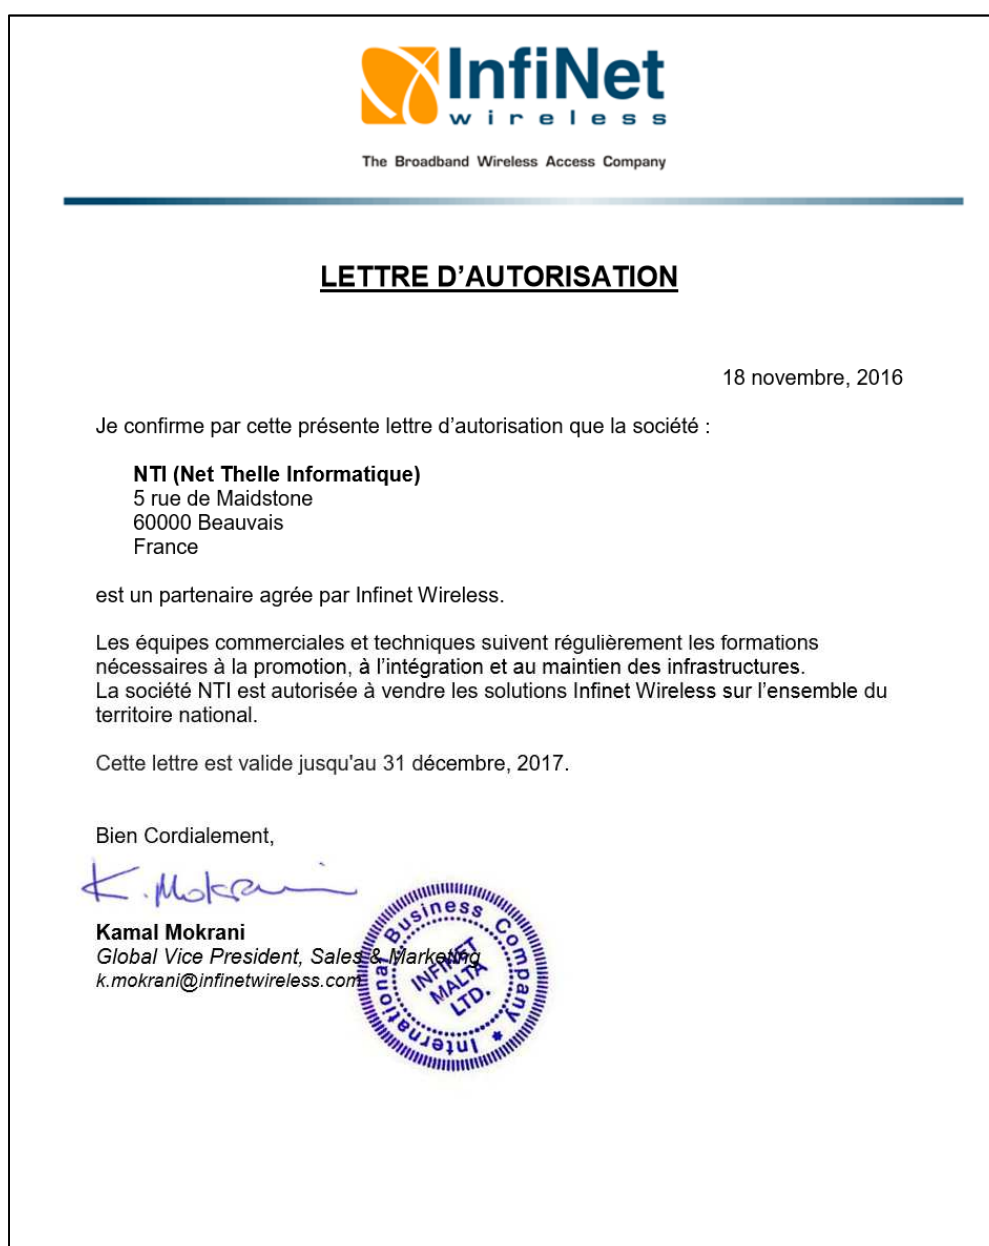 InfiNet
wireless
The Broadband Wireless Access Company
LETTRE D'AUTORISATION
18 novembre, 2016
Je confirme par cette présente lettre d'autorisation que la société :
NTI (Net Thelle Informatique)
5 rue de Maidstone
60000 Beauvais
France
est un partenaire agrée par Infinet Wireless.
Les équipes commerciales et techniques suivent régulièrement les formations
nécessaires à la promotion, à l'intégration et au maintien des infrastructures.
La société NTI est autorisée à vendre les solutions Infinet Wireless sur l'ensemble du
territoire national.
Cette lettre est valide jusqu'au 31 décembre, 2017.
Bien Cordialement,
K. Mokrani
Kamal Mokrani
Global Vice President, Sales & Marketing
k.mokrani@infinetwireless.com
International Business Company *
INFINET
MALTA
LTD.